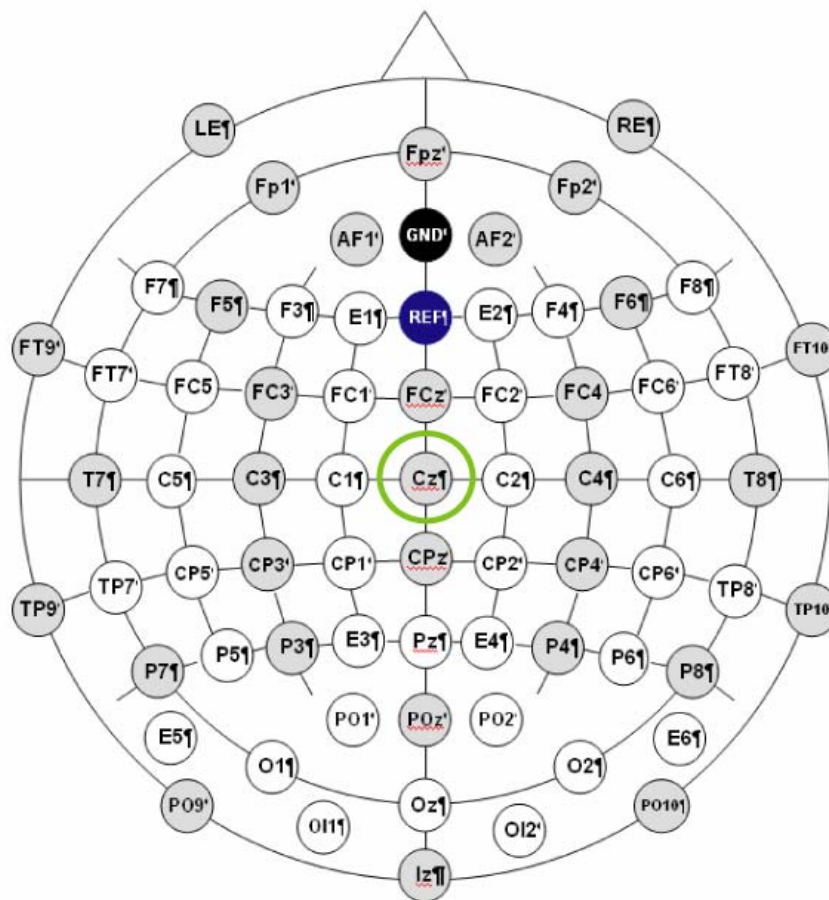 LE¶ RE¶
Fpz'
Fp1' Fp2'
AF1' GND' AF2'
F7¶ F5¶ F3¶ E1¶ REF¶ E2¶ F4¶ F6¶ F8¶
FT9' FT10
FT7' FC5 FC3' FC1' FCz' FC2' FC4 FC6' FT8'
T7¶ C5¶ C3¶ C1¶ Cz¶ C2¶ C4¶ C6¶ T8¶
TP7' CP5' CP3' CP1' CPz' CP2' CP4' CP6' TP8'
TP9' TP10
P7¶ P5¶ P3¶ E3¶ Pz¶ E4¶ P4¶ P6¶ P8¶
PO1' POz' PO2'
E5¶ E6¶
O1¶ O2¶
PO9' Oz¶ PO10¶
OI1¶ OI2'
Iz¶